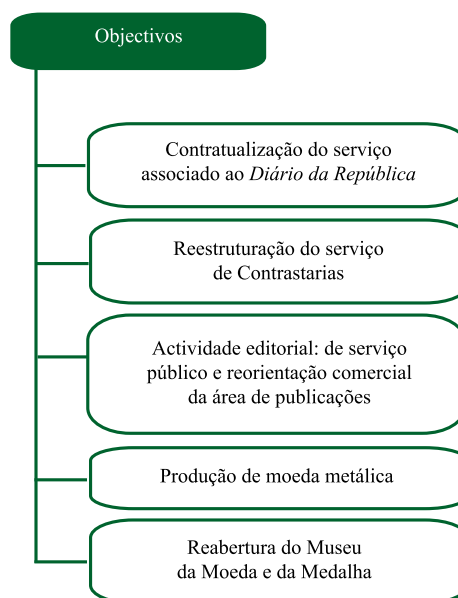 Objectivos
Contratualização do serviço
associado ao Diário da República
Reestruturação do serviço
de Contrastarias
Actividade editorial: de serviço
público e reorientação comercial
da área de publicações
Produção de moeda metálica
Reabertura do Museu
da Moeda e da Medalha